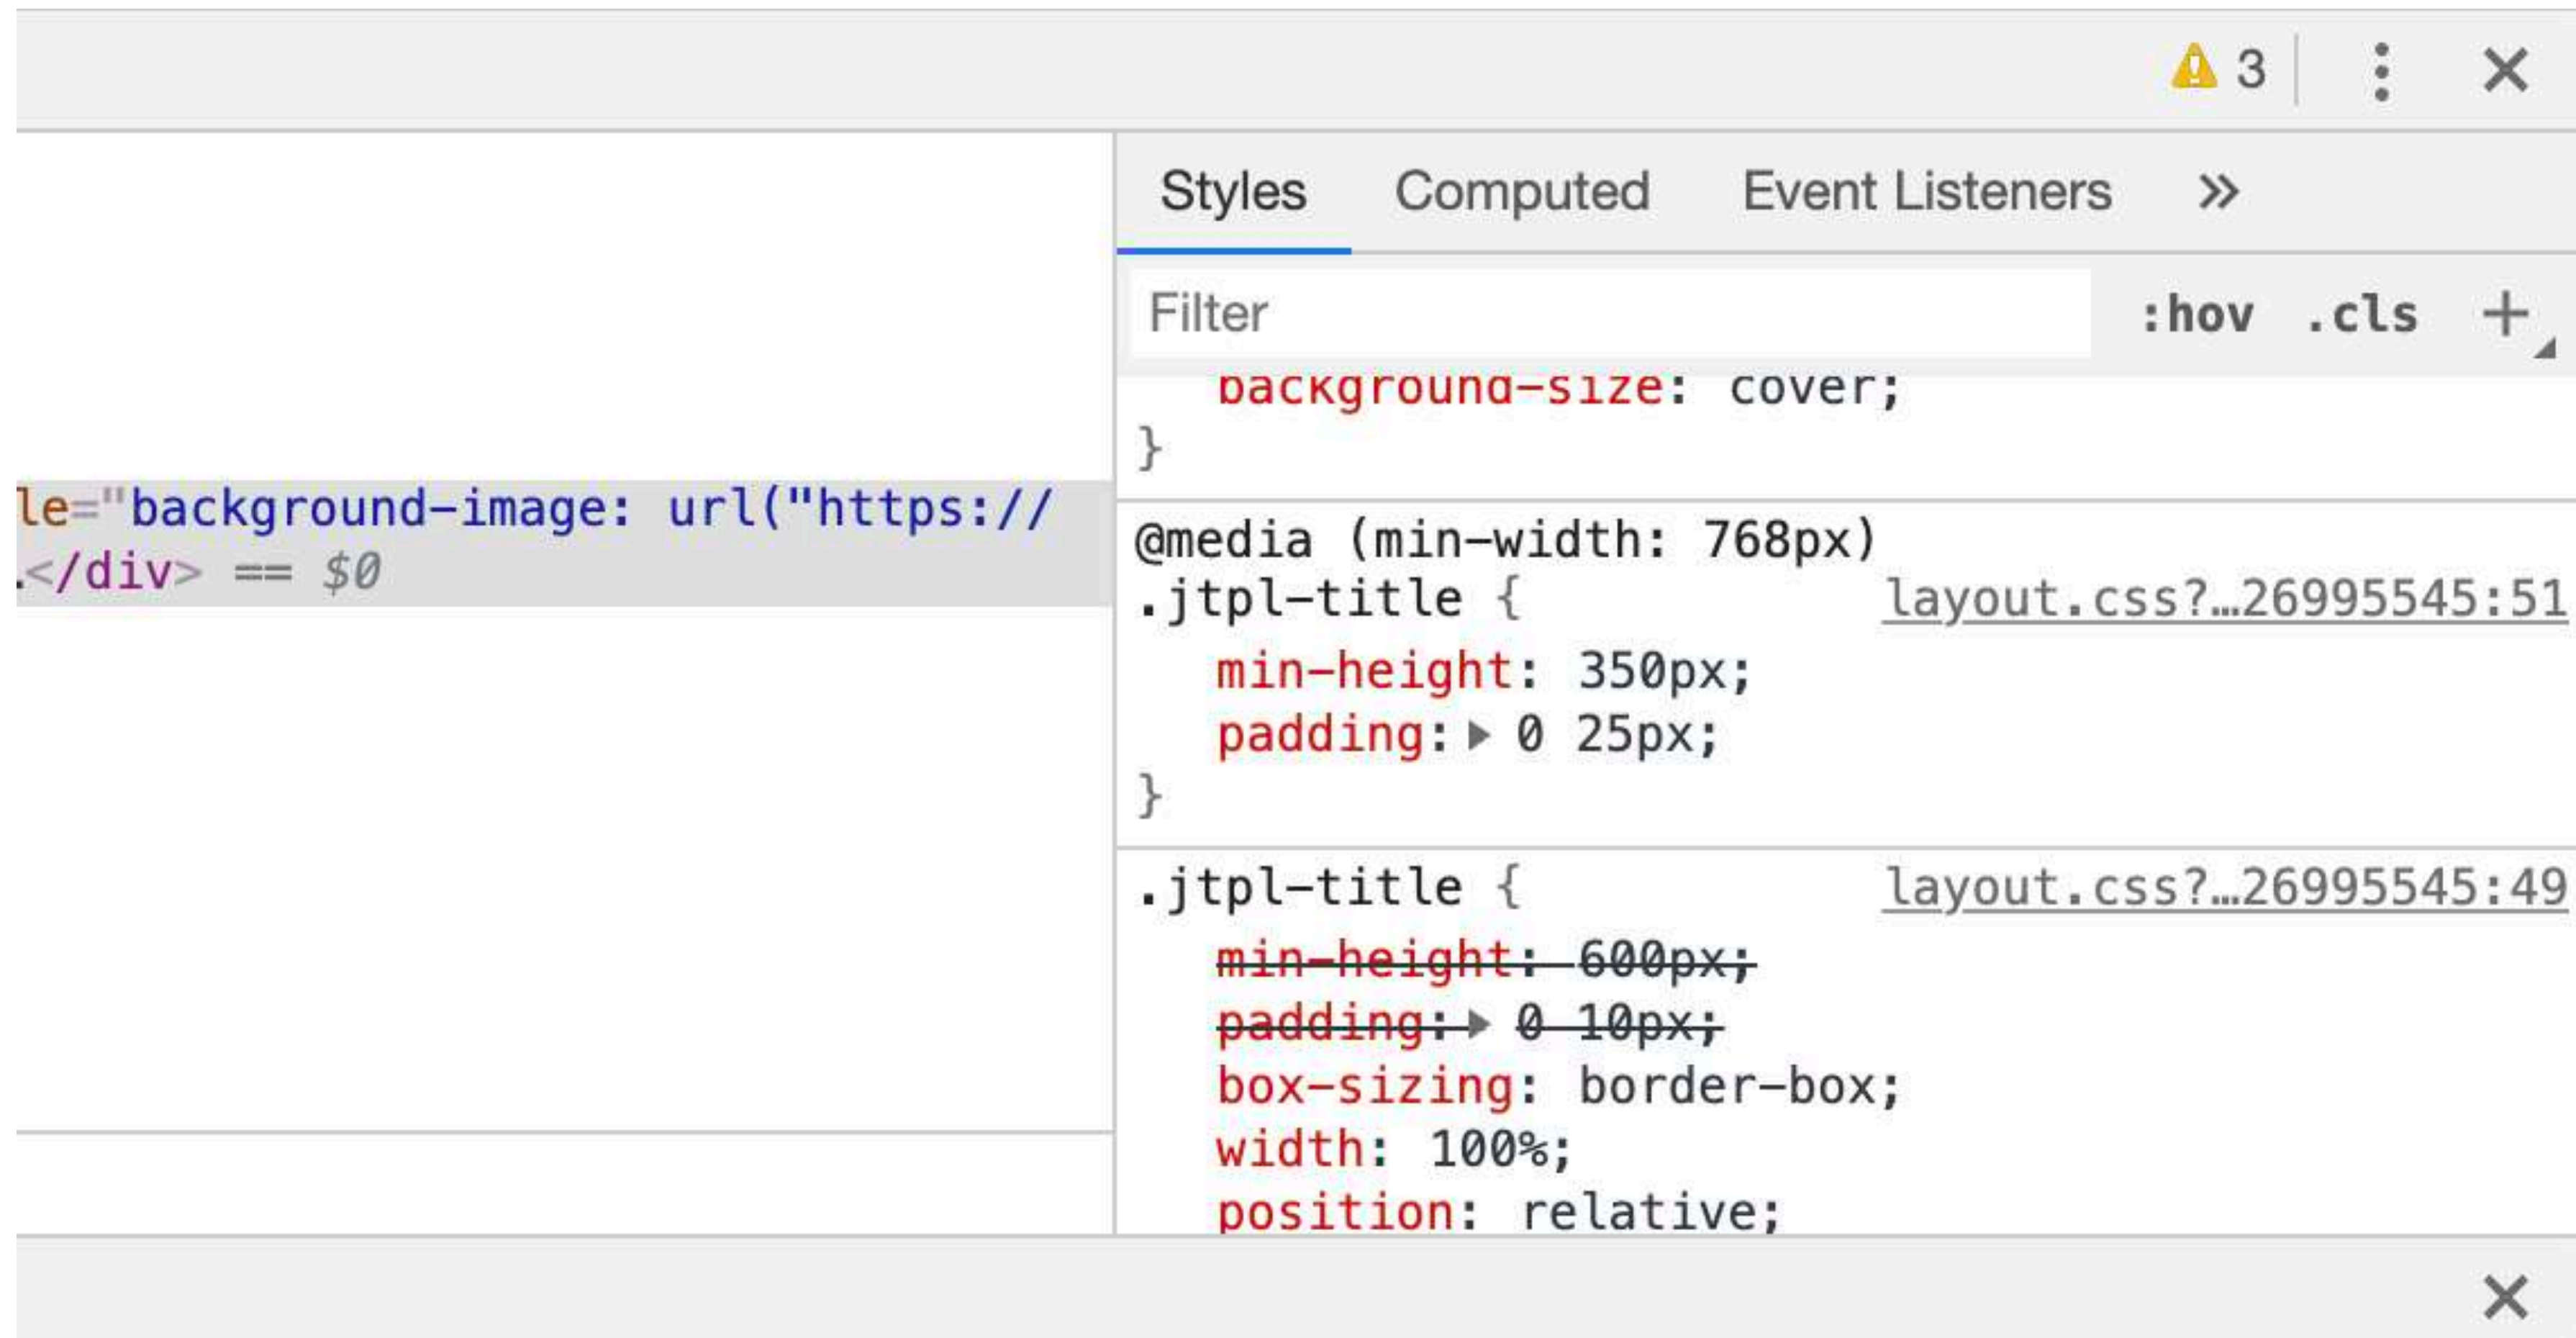 3
Styles Computed Event Listeners »
Filter :hov .cls +
background-size: cover;
}
le="background-image: url("https://
.</div> == $0
@media (min-width: 768px)
.jtpl-title { layout.css?…26995545:51
min-height: 350px;
padding: 0 25px;
}
.jtpl-title { layout.css?…26995545:49
min-height: 600px;
padding: 0 10px;
box-sizing: border-box;
width: 100%;
position: relative;